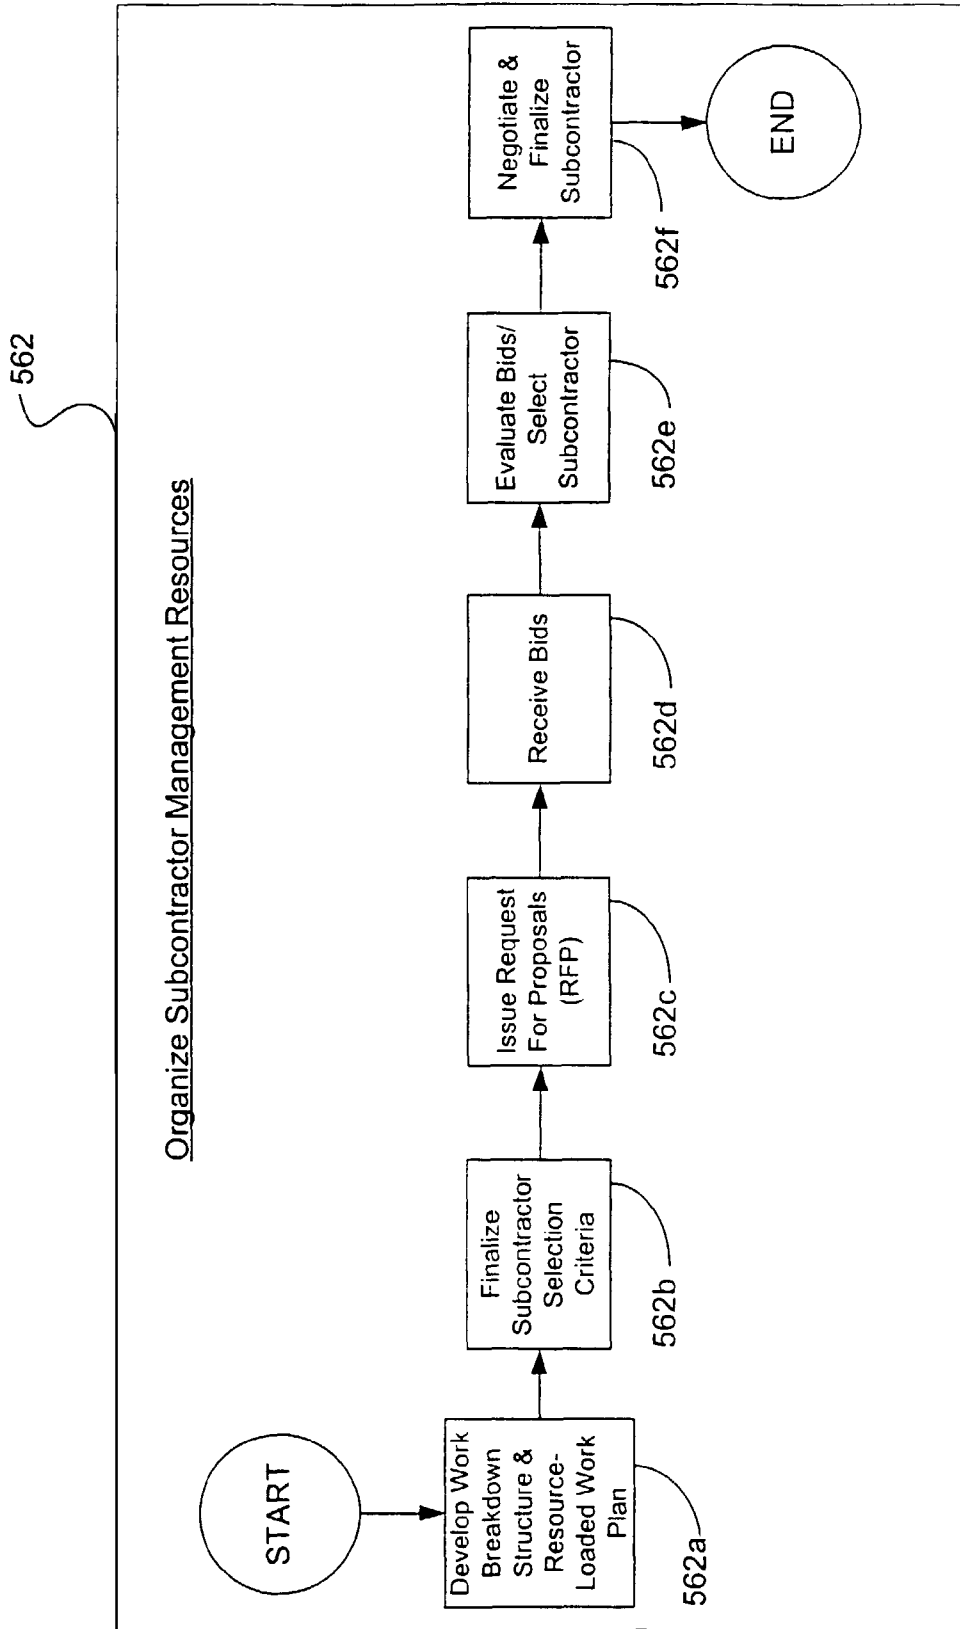 562
Organize Subcontractor Management Resources
START
Develop Work
Breakdown
Structure &
Resource-
Loaded Work
Plan
562a
Finalize
Subcontractor
Selection
Criteria
562b
Issue Request
For Proposals
(RFP)
562c
Receive Bids
562d
Evaluate Bids/
Select
Subcontractor
562e
Negotiate &
Finalize
Subcontractor
562f
END